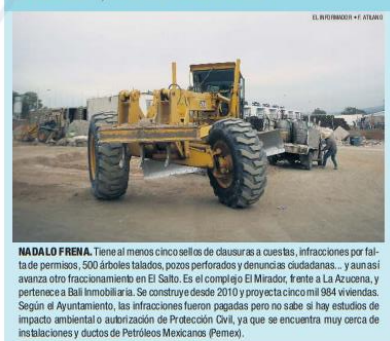 EL INFORMADOR • F. ATILANO
NADA LO FRENA. Tiene al menos cinco sellos de clausuras a cuestas, infracciones por fal-
ta de permisos, 500 árboles talados, pozos perforados y denuncias ciudadanas... y aun así
avanza otro fraccionamiento en El Salto. Es el complejo El Mirador, frente a La Azucena, y
pertenece a Bali Inmobiliaria. Se construye desde 2010 y proyecta cinco mil 984 viviendas.
Según el Ayuntamiento, las infracciones fueron pagadas pero no sabe si hay estudios de
impacto ambiental o autorización de Protección Civil, ya que se encuentra muy cerca de
instalaciones y ductos de Petróleos Mexicanos (Pemex).